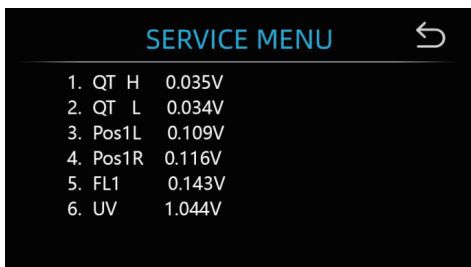 SERVICE MENU
1. QT H 0.035V
2. QT L 0.034V
3. Pos1L 0.109V
4. Pos1R 0.116V
5. FL1 0.143V
6. UV 1.044V